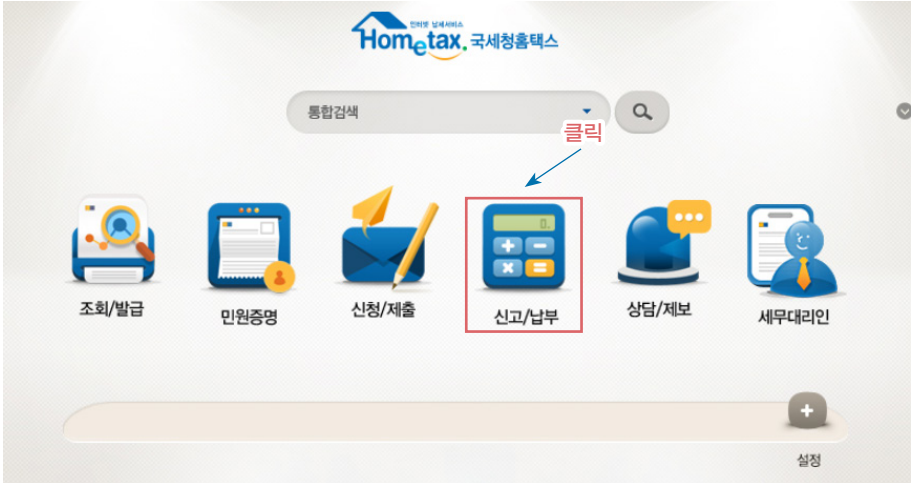 인터넷 납세서비스
Hometax. 국세청홈택스
통합검색
클릭
0.
조회/발급
민원증명
신청/제출
신고/납부
상담/제보
세무대리인
설정